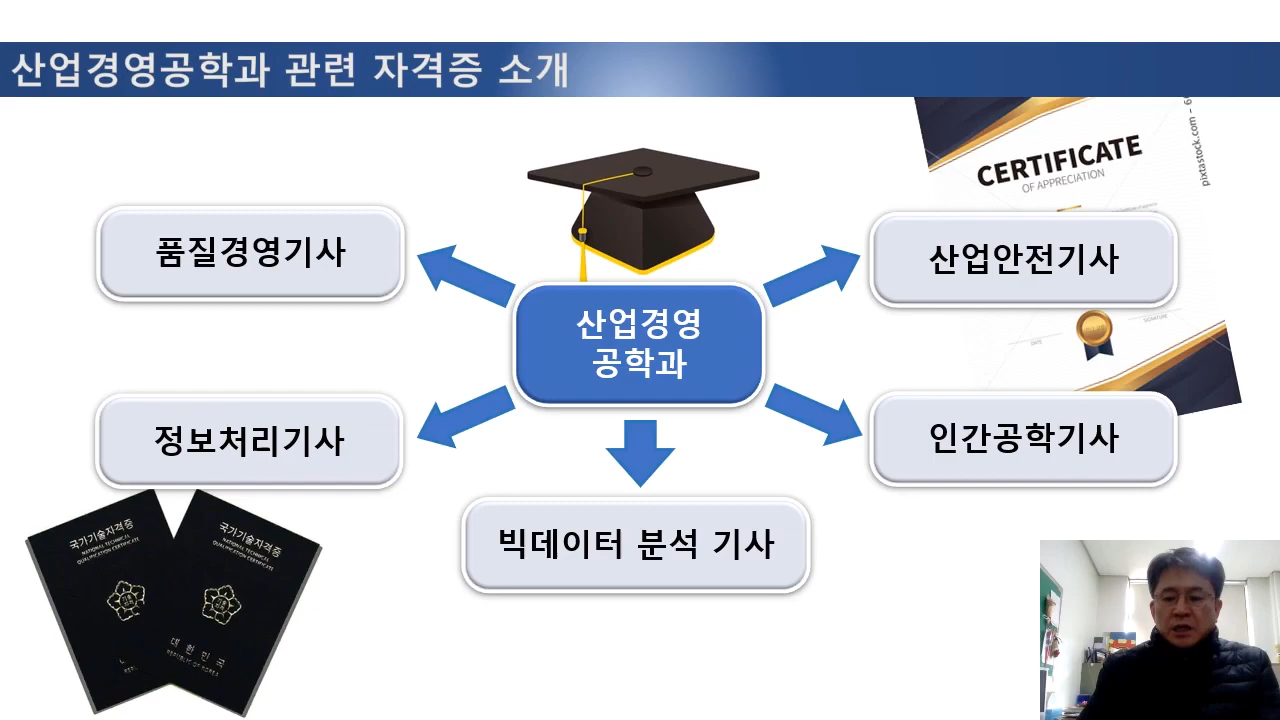 산업경영공학과 관련 자격증 소개
CERTIFICATE
OF APPRECIATION
pixtastock.com - 6
품질경영기사
산업안전기사
산업경영
공학과
DATE
SIGNATURE
정보처리기사
인간공학기사
빅데이터 분석 기사
국가기술자격증
NATIONAL TECHNICAL
QUALIFICATION CERTIFICATE
국가기술자격증
NATIONAL TECHNICAL
QUALIFICATION CERTIFICATE
대한민국
REPUBLIC OF KOREA